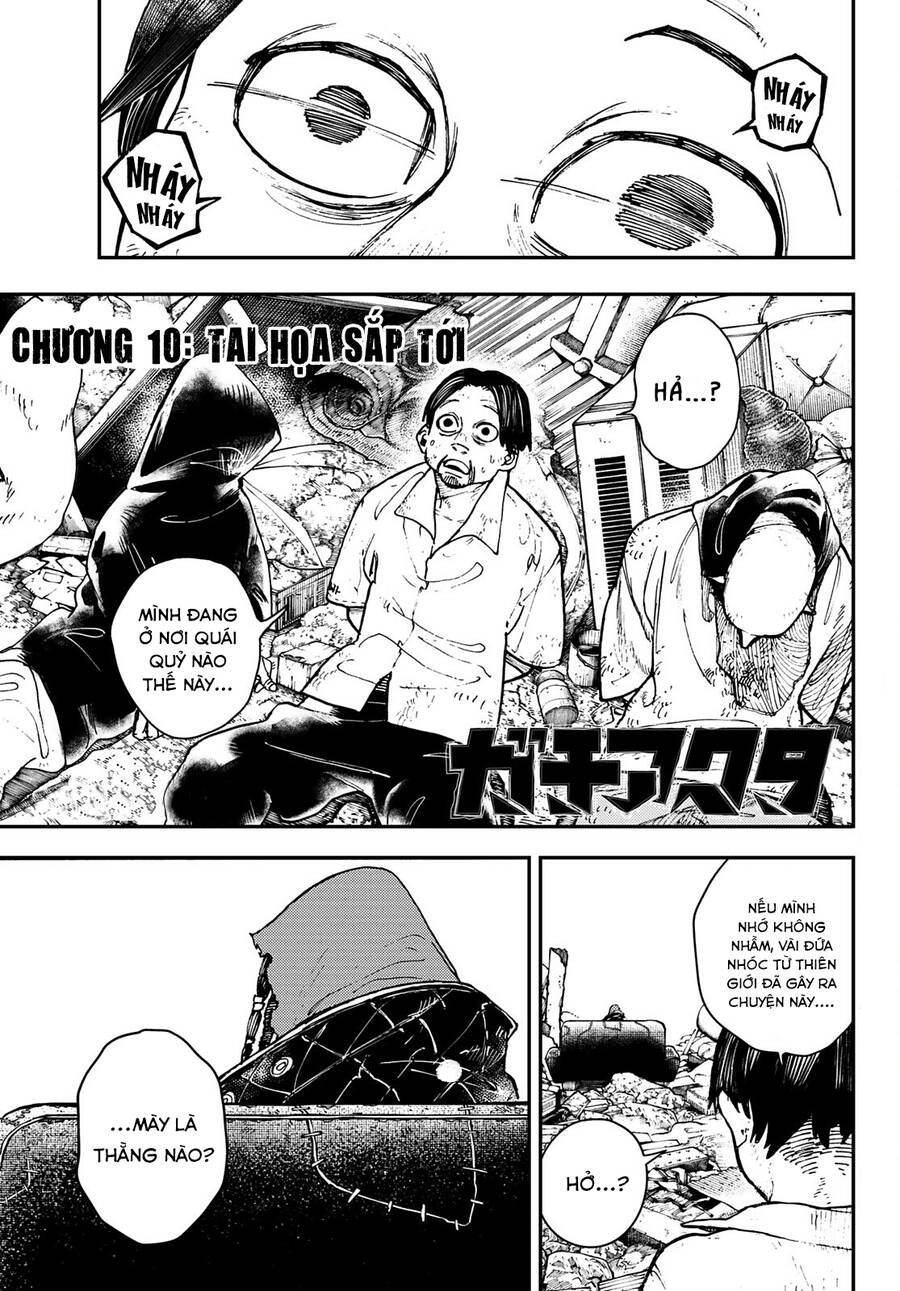 NHÁY
NHÁY
NHÁY
NHÁY
CHƯƠNG 10: TAI HỌA SẮP TỚI
HẢ...?
MÌNH ĐANG
Ở NƠI QUÁI
QUỶ NÀO
THẾ NÀY...
ガチアクタ
NẾU MÌNH
NHỚ KHÔNG
NHẦM, VÀI ĐỨA
NHÓC TỪ THIÊN
GIỚI ĐÃ GÂY RA
CHUYỆN NÀY....
HỞ...?
...MÀY LÀ
THẰNG NÀO?